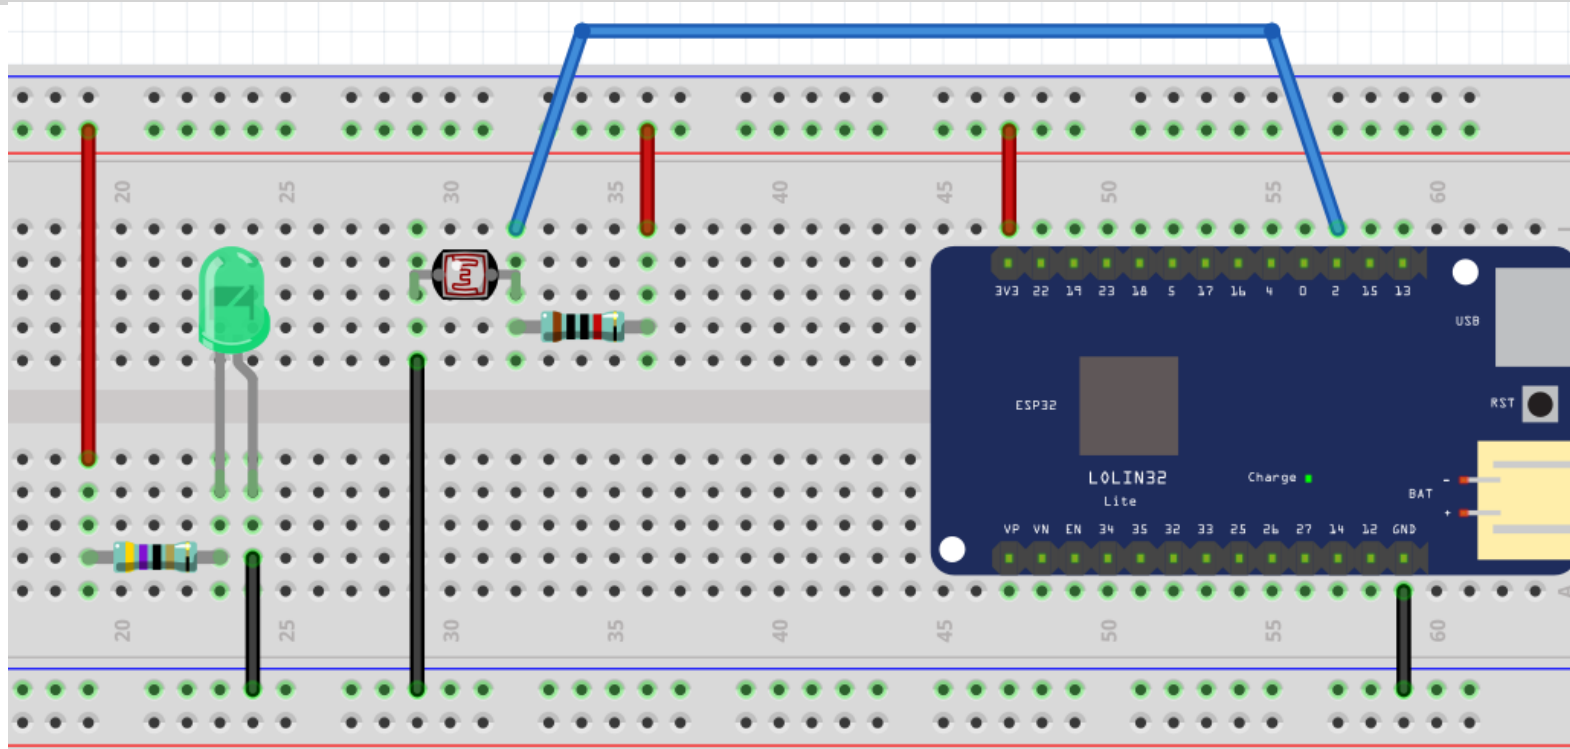 20 25 30 35 40 45 50 55 60
3V3 22 19 23 18 5 17 16 4 0 2 15 13
USB
ESP32
RST
LOLIN32
Lite
Charge
BAT
-
+
VP VN EN 34 35 32 33 25 26 27 14 12 GND
20 25 30 35 40 45 50 55 60